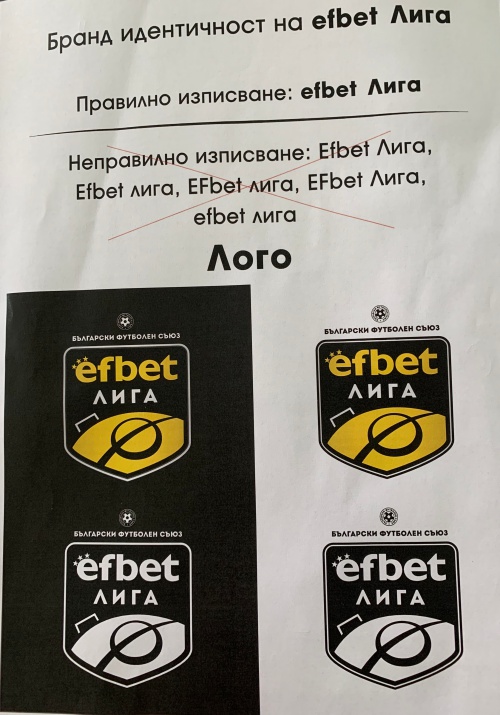 Бранд идентичност на efbet Лига
Правилно изписване: efbet Лига
Неправилно изписване: Efbet Лига,
Efbet лига, EFbet лига, EFbet Лига,
efbet лига
Лого
БЪЛГАРСКИ ФУТБОЛЕН СЪЮЗ
efbet
ЛИГА
БЪЛГАРСКИ ФУТБОЛЕН СЪЮЗ
efbet
ЛИГА
БЪЛГАРСКИ ФУТБОЛЕН СЪЮЗ
efbet
ЛИГА
БЪЛГАРСКИ ФУТБОЛЕН СЪЮЗ
efbet
ЛИГА